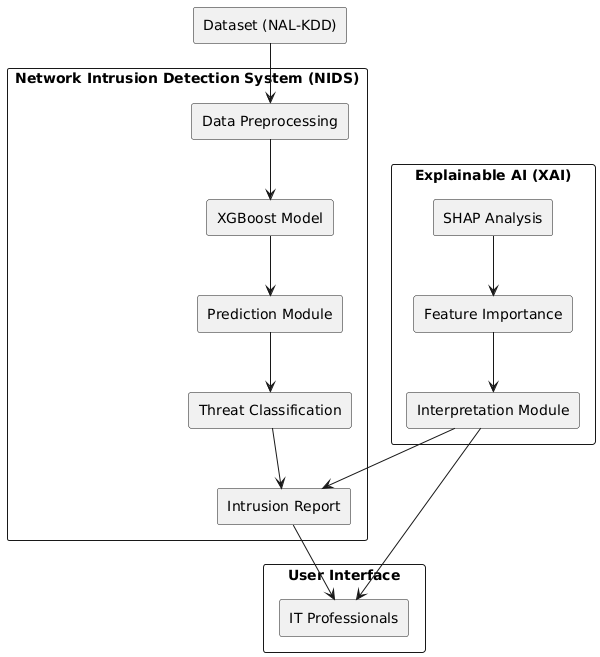 Dataset (NAL-KDD)
Network Intrusion Detection System (NIDS)
Data Preprocessing
XGBoost Model
Prediction Module
Threat Classification
Intrusion Report
Explainable AI (XAI)
SHAP Analysis
Feature Importance
Interpretation Module
User Interface
IT Professionals